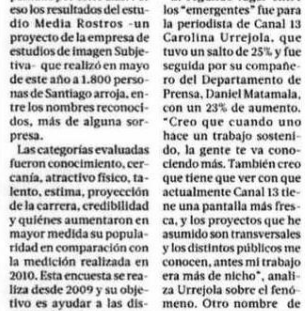 eso los resultados del estu-
dio Media Rostros -un
proyecto de la empresa de
estudios de imagen Subje-
tiva- que realizó en mayo
de este año a 1.800 perso-
nas de Santiago arroja, en-
tre los nombres reconoci-
dos, más de alguna sor-
presa.
Las categorías evaluadas
fueron conocimiento, cer-
canía, atractivo físico, ta-
lento, estima, proyección
de la carrera, credibilidad
y quiénes aumentaron en
mayor medida su popula-
ridad en comparación con
la medición realizada en
2010. Esta encuesta se rea-
liza desde 2009 y su obje-
tivo es ayudar a las dis-
los "emergentes" fue para
la periodista de Canal 13
Carolina Urrejola, que
tuvo un salto de 25% y fue
seguida por su compañe-
ro del Departamento de
Prensa, Daniel Matamala,
con un 23% de aumento.
"Creo que cuando uno
hace un trabajo sosteni-
do, la gente te va cono-
ciendo más. También creo
que tiene que ver con que
actualmente Canal 13 tie-
ne una pantalla más fres-
ca, y los proyectos que he
asumido son transversales
y los distintos públicos me
conocen, antes mi trabajo
era más de nicho", anali-
za Urrejola sobre el fenó-
meno. Otro nombre de